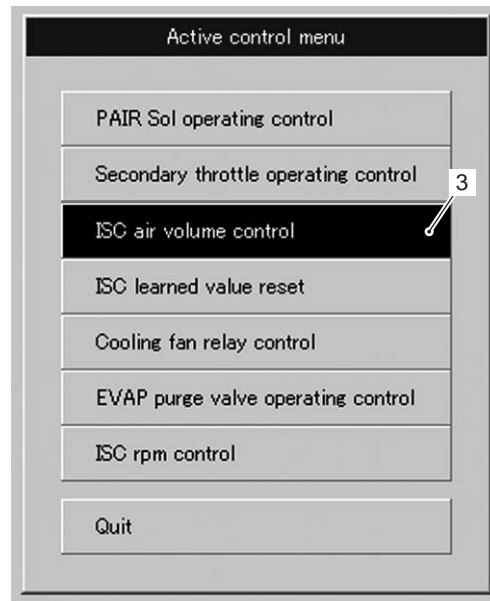 Active control menu
PAIR Sol operating control
Secondary throttle operating control
3
ISC air volume control
ISC learned value reset
Cooling fan relay control
EVAP purge valve operating control
ISC rpm control
Quit